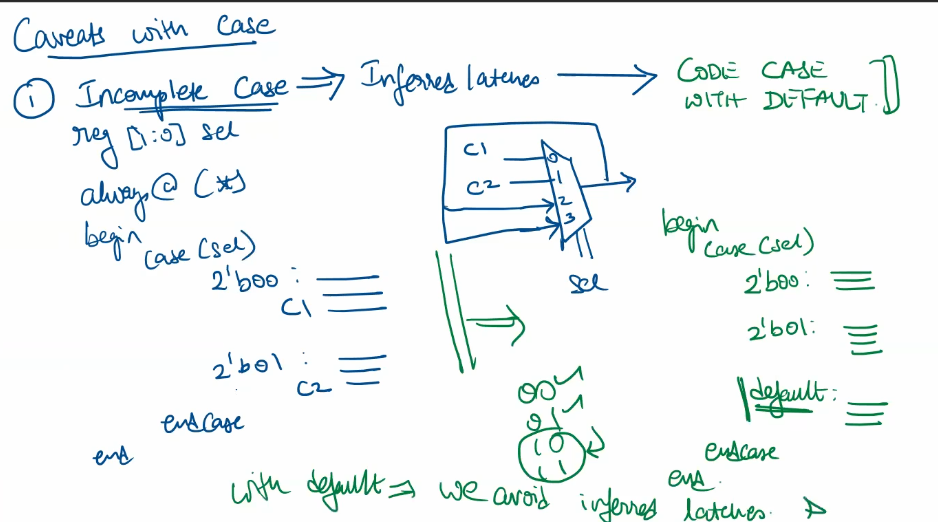 Caveats with Case
① Incomplete Case ⇒ Inferred latches → CODE CASE
WITH DEFAULT.
reg [1:0] sel
always @ (*)
begin
case (sel)
2'b00 :
C1
2'b01 :
C2
endcase
end
C1
C2
0
1
2
3
sel
00 ✓
01 ✓
10
11
begin
case (sel)
2'b00:
2'b01:
default:
endcase
end.
with default ⇒ we avoid inferred latches.